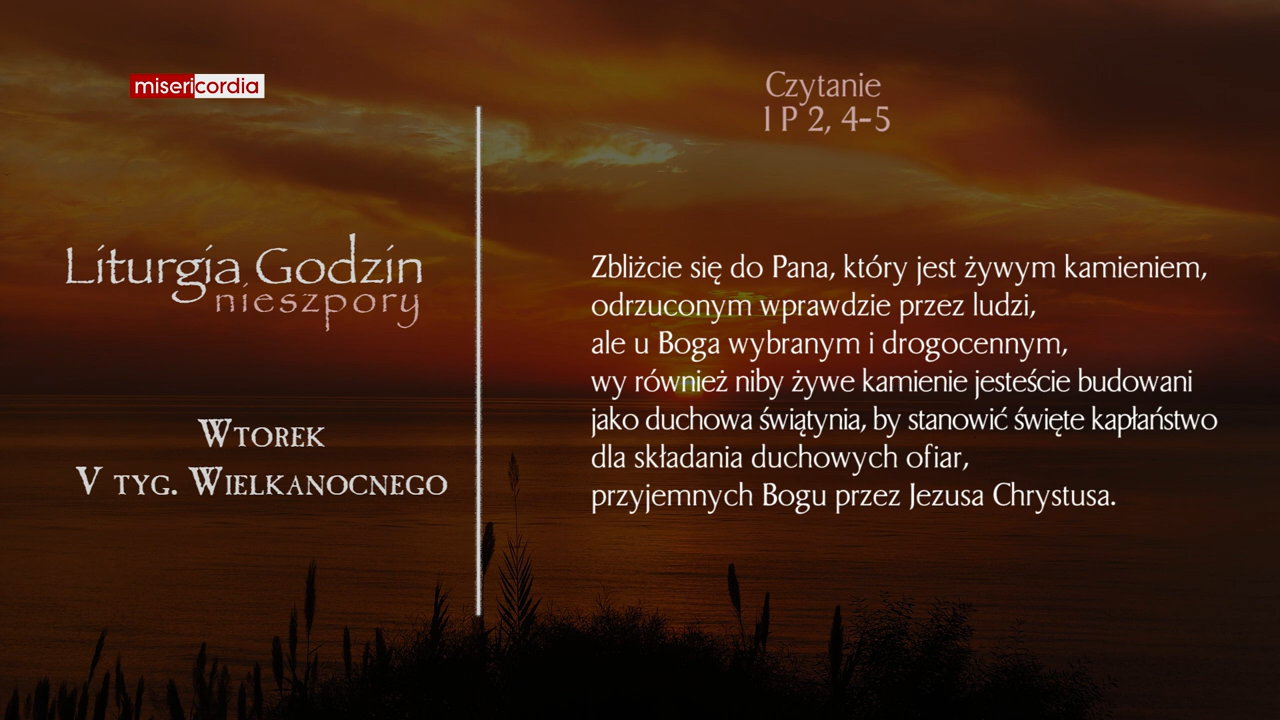 misericordia
Liturgia Godzin
nieszpory
Wtorek
V tyg. Wielkanocnego
Czytanie
1 P 2, 4-5
Zbliżcie się do Pana, który jest żywym kamieniem,
odrzuconym wprawdzie przez ludzi,
ale u Boga wybranym i drogocennym,
wy również niby żywe kamienie jesteście budowani
jako duchowa świątynia, by stanowić święte kapłaństwo
dla składania duchowych ofiar,
przyjemnych Bogu przez Jezusa Chrystusa.